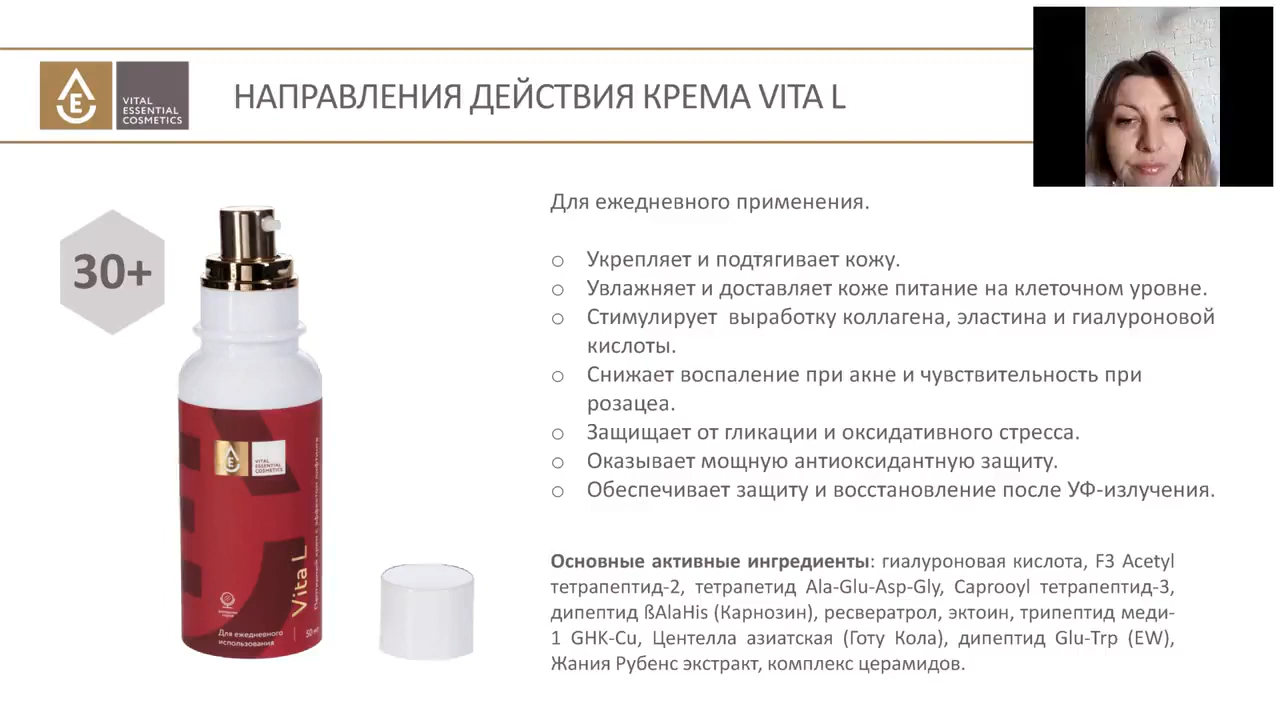 VITAL
ESSENTIAL
COSMETICS
НАПРАВЛЕНИЯ ДЕЙСТВИЯ КРЕМА VITA L
30+
Для ежедневного применения.
Укрепляет и подтягивает кожу.
Увлажняет и доставляет коже питание на клеточном уровне.
Стимулирует выработку коллагена, эластина и гиалуроновой
кислоты.
Снижает воспаление при акне и чувствительность при
розацеа.
Защищает от гликации и оксидативного стресса.
Оказывает мощную антиоксидантную защиту.
Обеспечивает защиту и восстановление после УФ-излучения.
Основные активные ингредиенты: гиалуроновая кислота, F3 Acetyl
тетрапептид-2, тетрапетид Ala-Glu-Asp-Gly, Caprooyl тетрапептид-3,
дипептид ßAlaHis (Карнозин), ресвератрол, эктоин, трипептид меди-
1 GHK-Cu, Центелла азиатская (Готу Кола), дипептид Glu-Trp (EW),
Жания Рубенс экстракт, комплекс церамидов.
E
VITAL
ESSENTIAL
COSMETICS
Vita L
Пептидный крем с эффектом лифтинга
Для ежедневного
использования
50 мл